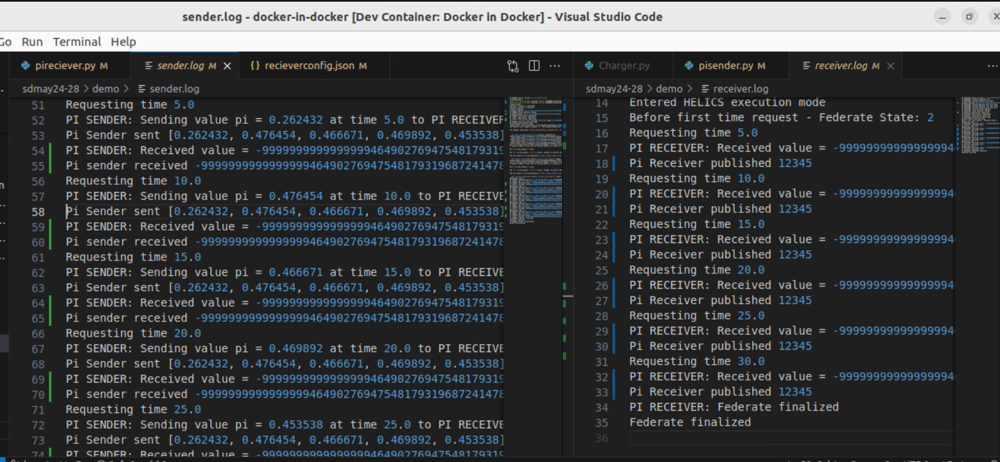 sender.log - docker-in-docker [Dev Container: Docker in Docker] - Visual Studio Code
Go Run Terminal Help
pireciever.py M
sender.log M
{} recieverconfig.json M
Charger.py
pisender.py M
receiver.log M
sdmay24-28 > demo > sender.log
51 Requesting time 5.0
52 PI SENDER: Sending value pi = 0.262432 at time 5.0 to PI RECEIVER
53 Pi Sender sent [0.262432, 0.476454, 0.466671, 0.469892, 0.453538]
54 PI SENDER: Received value = -999999999999999946490276947548179319
55 Pi sender received -999999999999999946490276947548179319687241478
56 Requesting time 10.0
57 PI SENDER: Sending value pi = 0.476454 at time 10.0 to PI RECEIVE
58 Pi Sender sent [0.262432, 0.476454, 0.466671, 0.469892, 0.453538]
59 PI SENDER: Received value = -999999999999999946490276947548179319
60 Pi sender received -999999999999999946490276947548179319687241478
61 Requesting time 15.0
62 PI SENDER: Sending value pi = 0.466671 at time 15.0 to PI RECEIVE
63 Pi Sender sent [0.262432, 0.476454, 0.466671, 0.469892, 0.453538]
64 PI SENDER: Received value = -999999999999999946490276947548179319
65 Pi sender received -999999999999999946490276947548179319687241478
66 Requesting time 20.0
67 PI SENDER: Sending value pi = 0.469892 at time 20.0 to PI RECEIVE
68 Pi Sender sent [0.262432, 0.476454, 0.466671, 0.469892, 0.453538]
69 PI SENDER: Received value = -999999999999999946490276947548179319
70 Pi sender received -999999999999999946490276947548179319687241478
71 Requesting time 25.0
72 PI SENDER: Sending value pi = 0.453538 at time 25.0 to PI RECEIVE
73 Pi Sender sent [0.262432, 0.476454, 0.466671, 0.469892, 0.453538]
74 PI SENDER: Received value = -999999999999999946490276947548179319
sdmay24-28 > demo > receiver.log
14 Entered HELICS execution mode
15 Before first time request - Federate State: 2
16 Requesting time 5.0
17 PI RECEIVER: Received value = -99999999999999994
18 Pi Receiver published 12345
19 Requesting time 10.0
20 PI RECEIVER: Received value = -99999999999999994
21 Pi Receiver published 12345
22 Requesting time 15.0
23 PI RECEIVER: Received value = -99999999999999994
24 Pi Receiver published 12345
25 Requesting time 20.0
26 PI RECEIVER: Received value = -99999999999999994
27 Pi Receiver published 12345
28 Requesting time 25.0
29 PI RECEIVER: Received value = -99999999999999994
30 Pi Receiver published 12345
31 Requesting time 30.0
32 PI RECEIVER: Received value = -99999999999999994
33 Pi Receiver published 12345
34 PI RECEIVER: Federate finalized
35 Federate finalized
36